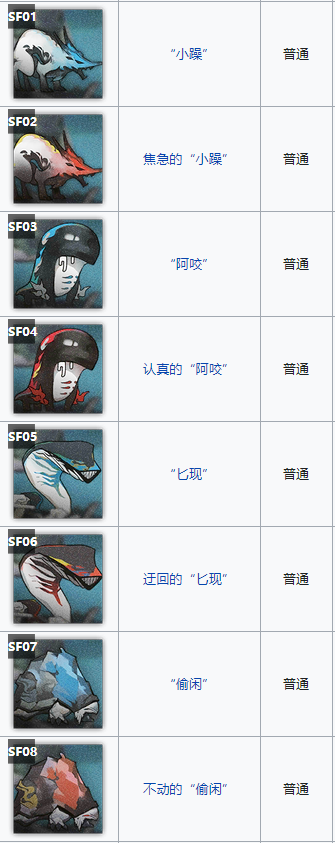 SF01 “小躁” 普通
SF02 焦急的“小躁” 普通
SF03 “阿咬” 普通
SF04 认真的“阿咬” 普通
SF05 “匕现” 普通
SF06 迂回的“匕现” 普通
SF07 “偷闲” 普通
SF08 不动的“偷闲” 普通